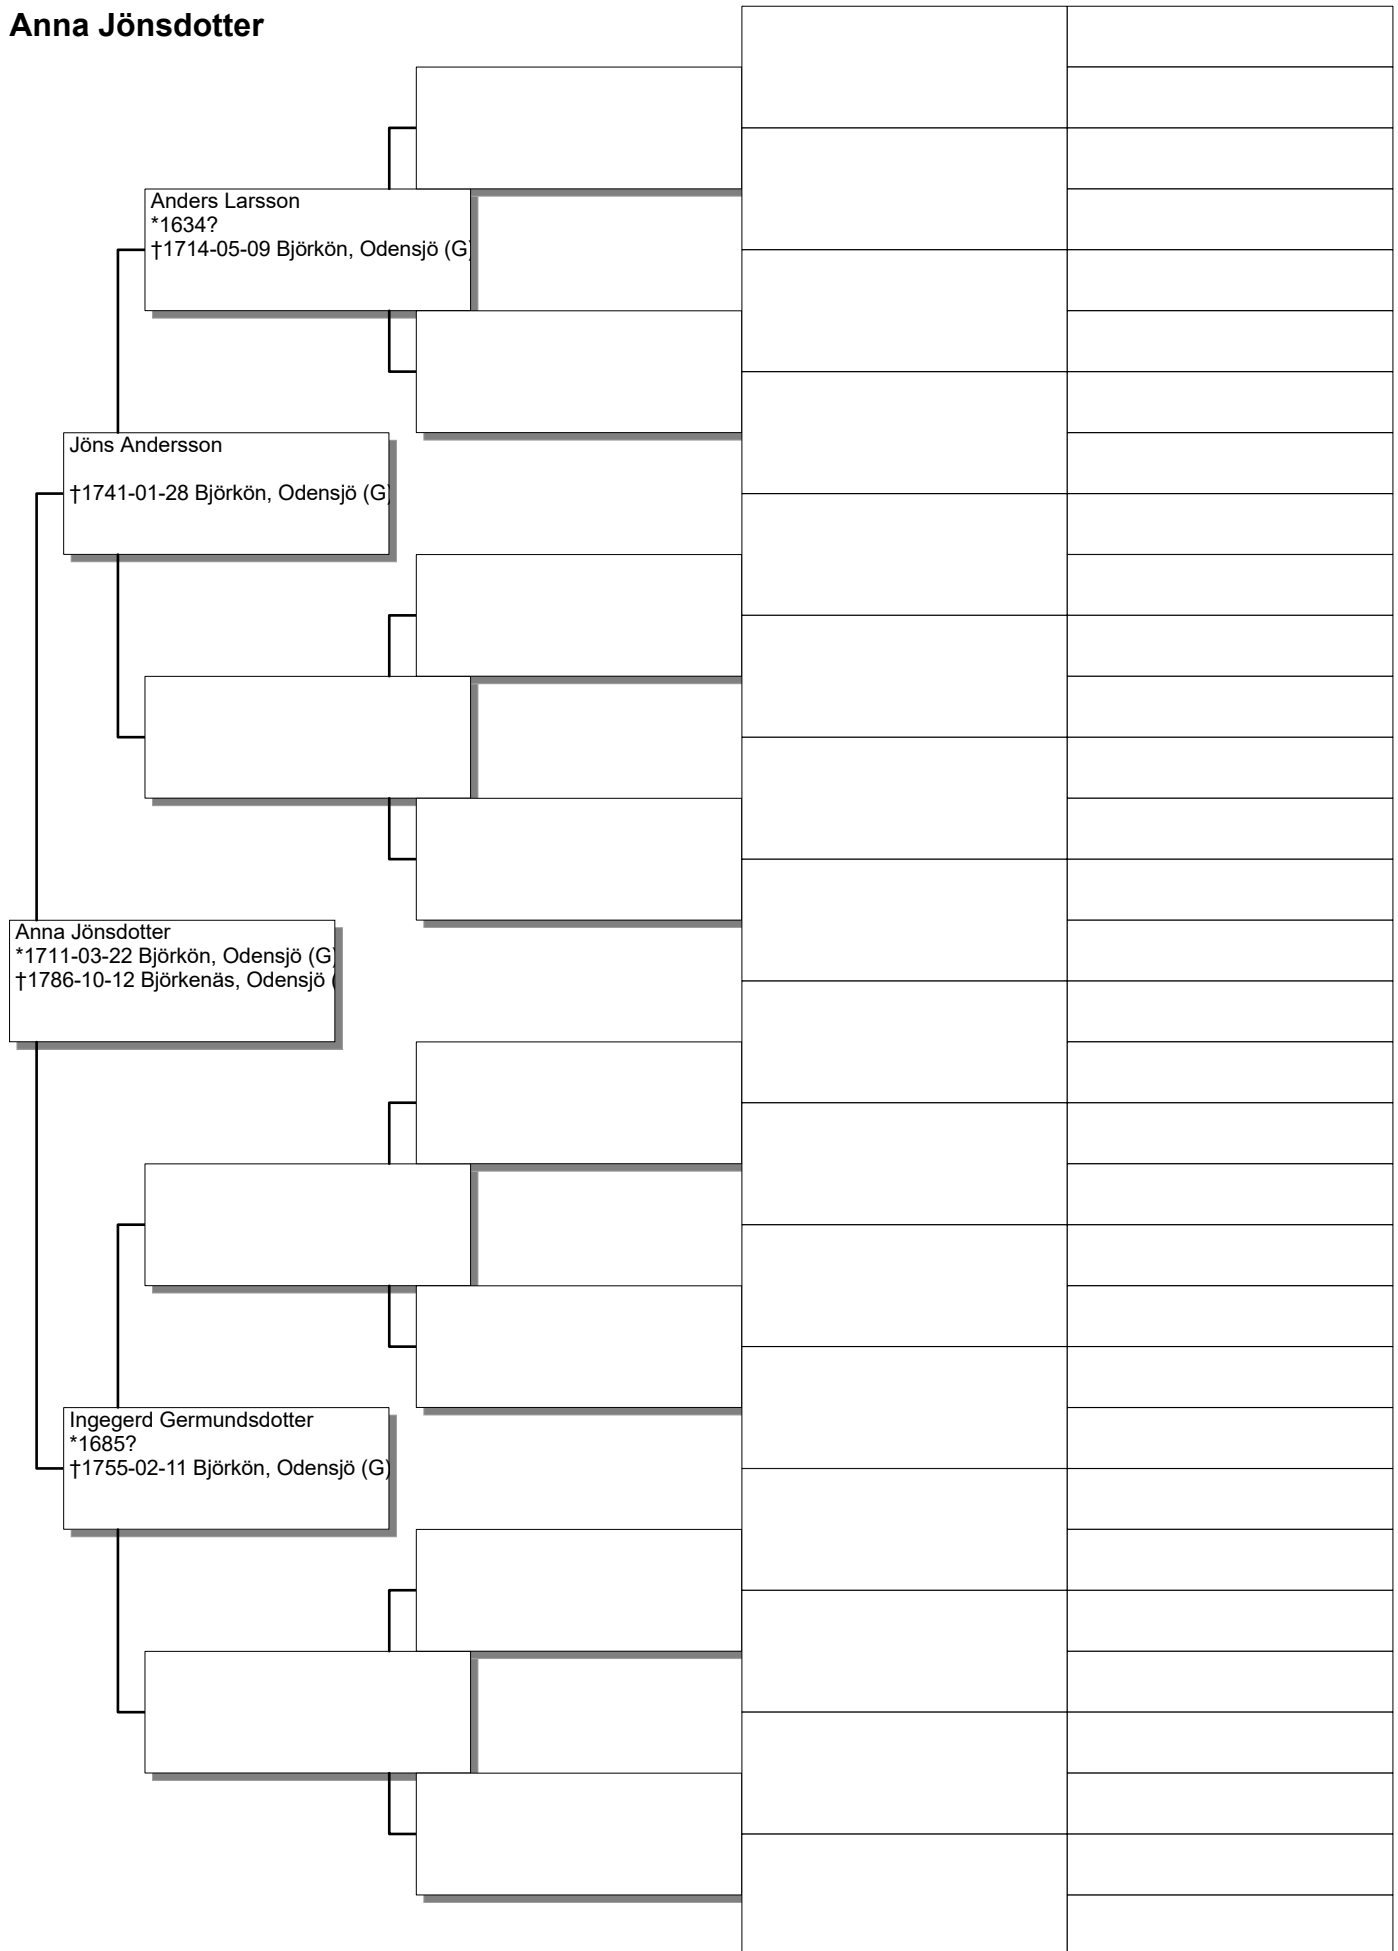 Anna Jönsdotter
Anders Larsson
*1634?
†1714-05-09 Björkön, Odensjö (G)
Jöns Andersson
†1741-01-28 Björkön, Odensjö (G)
Anna Jönsdotter
*1711-03-22 Björkön, Odensjö (G)
†1786-10-12 Björkenäs, Odensjö (
Ingegerd Germundsdotter
*1685?
†1755-02-11 Björkön, Odensjö (G)